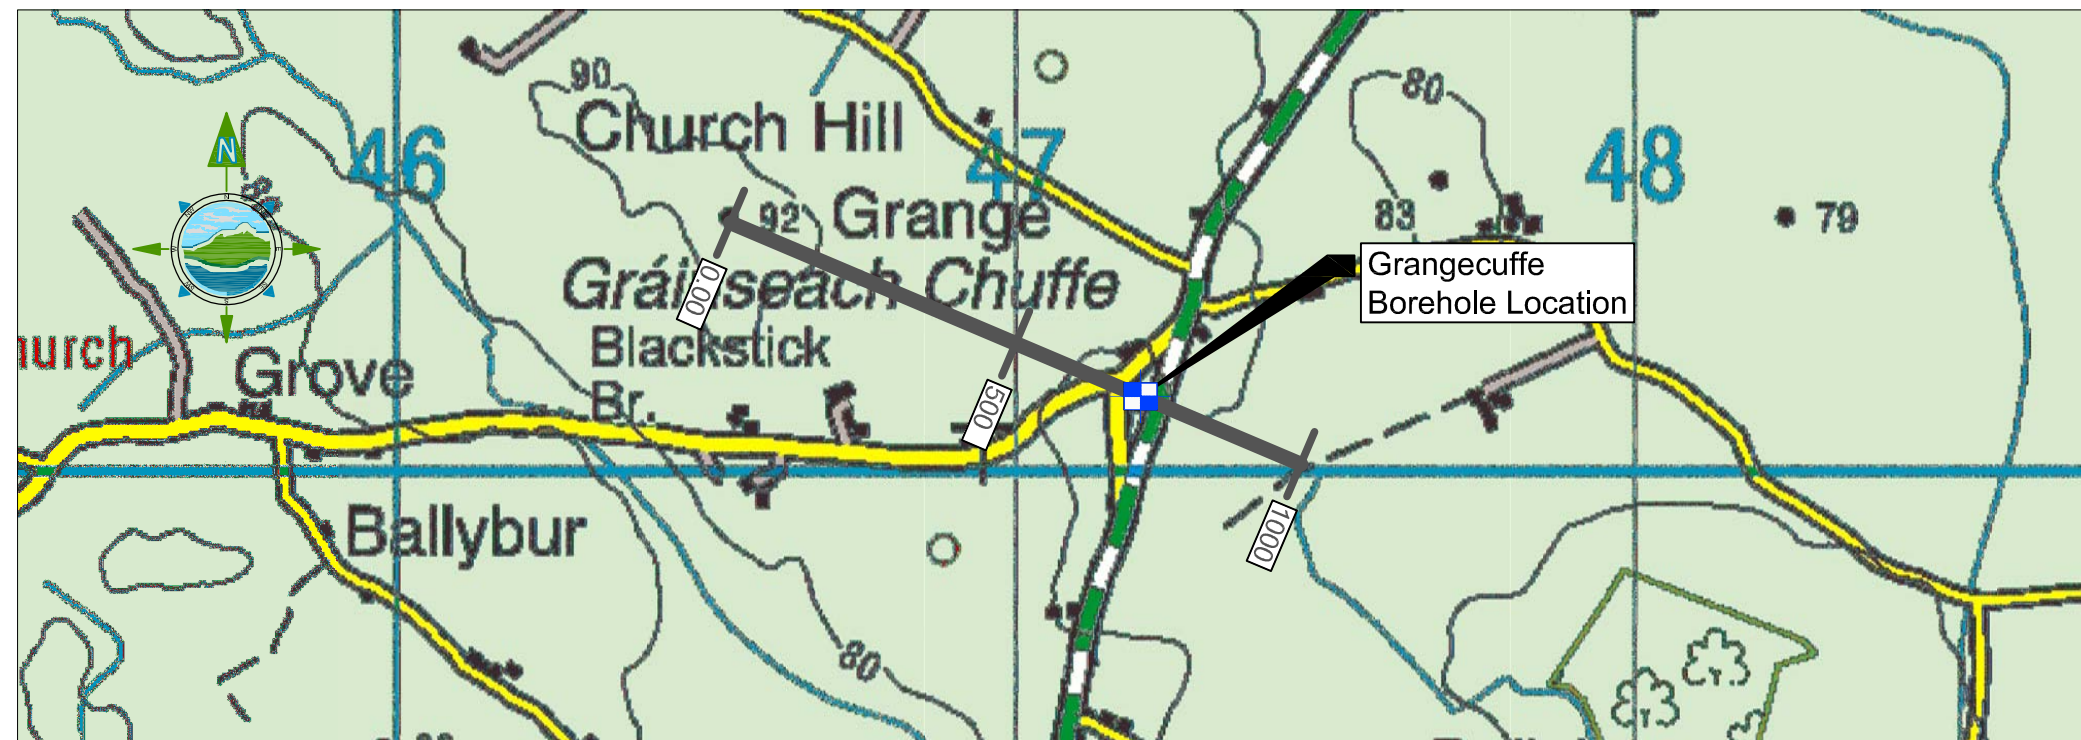 90
80
Church Hill
46
47
48
N
92
Grange
83
79
Gráinseach Chuffe
0.00
Grangecuffe
Borehole Location
hurch
Grove
Blackstick
Br.
500
1000
Ballybur
80